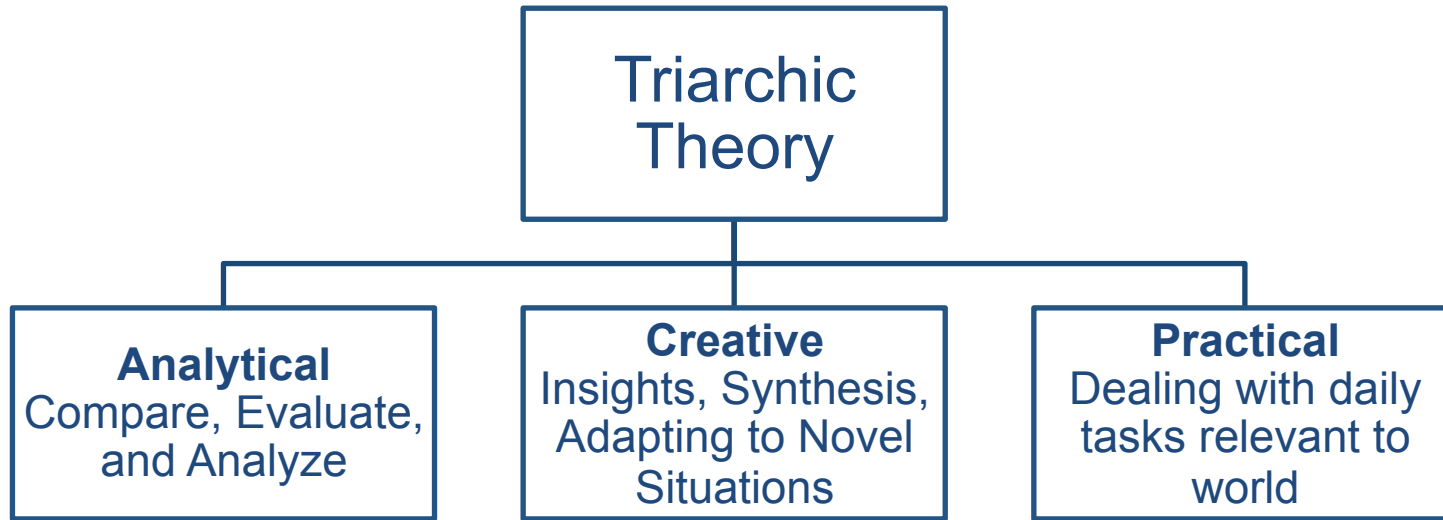 Triarchic
Theory
Analytical
Compare, Evaluate,
and Analyze
Creative
Insights, Synthesis,
Adapting to Novel
Situations
Practical
Dealing with daily
tasks relevant to
world